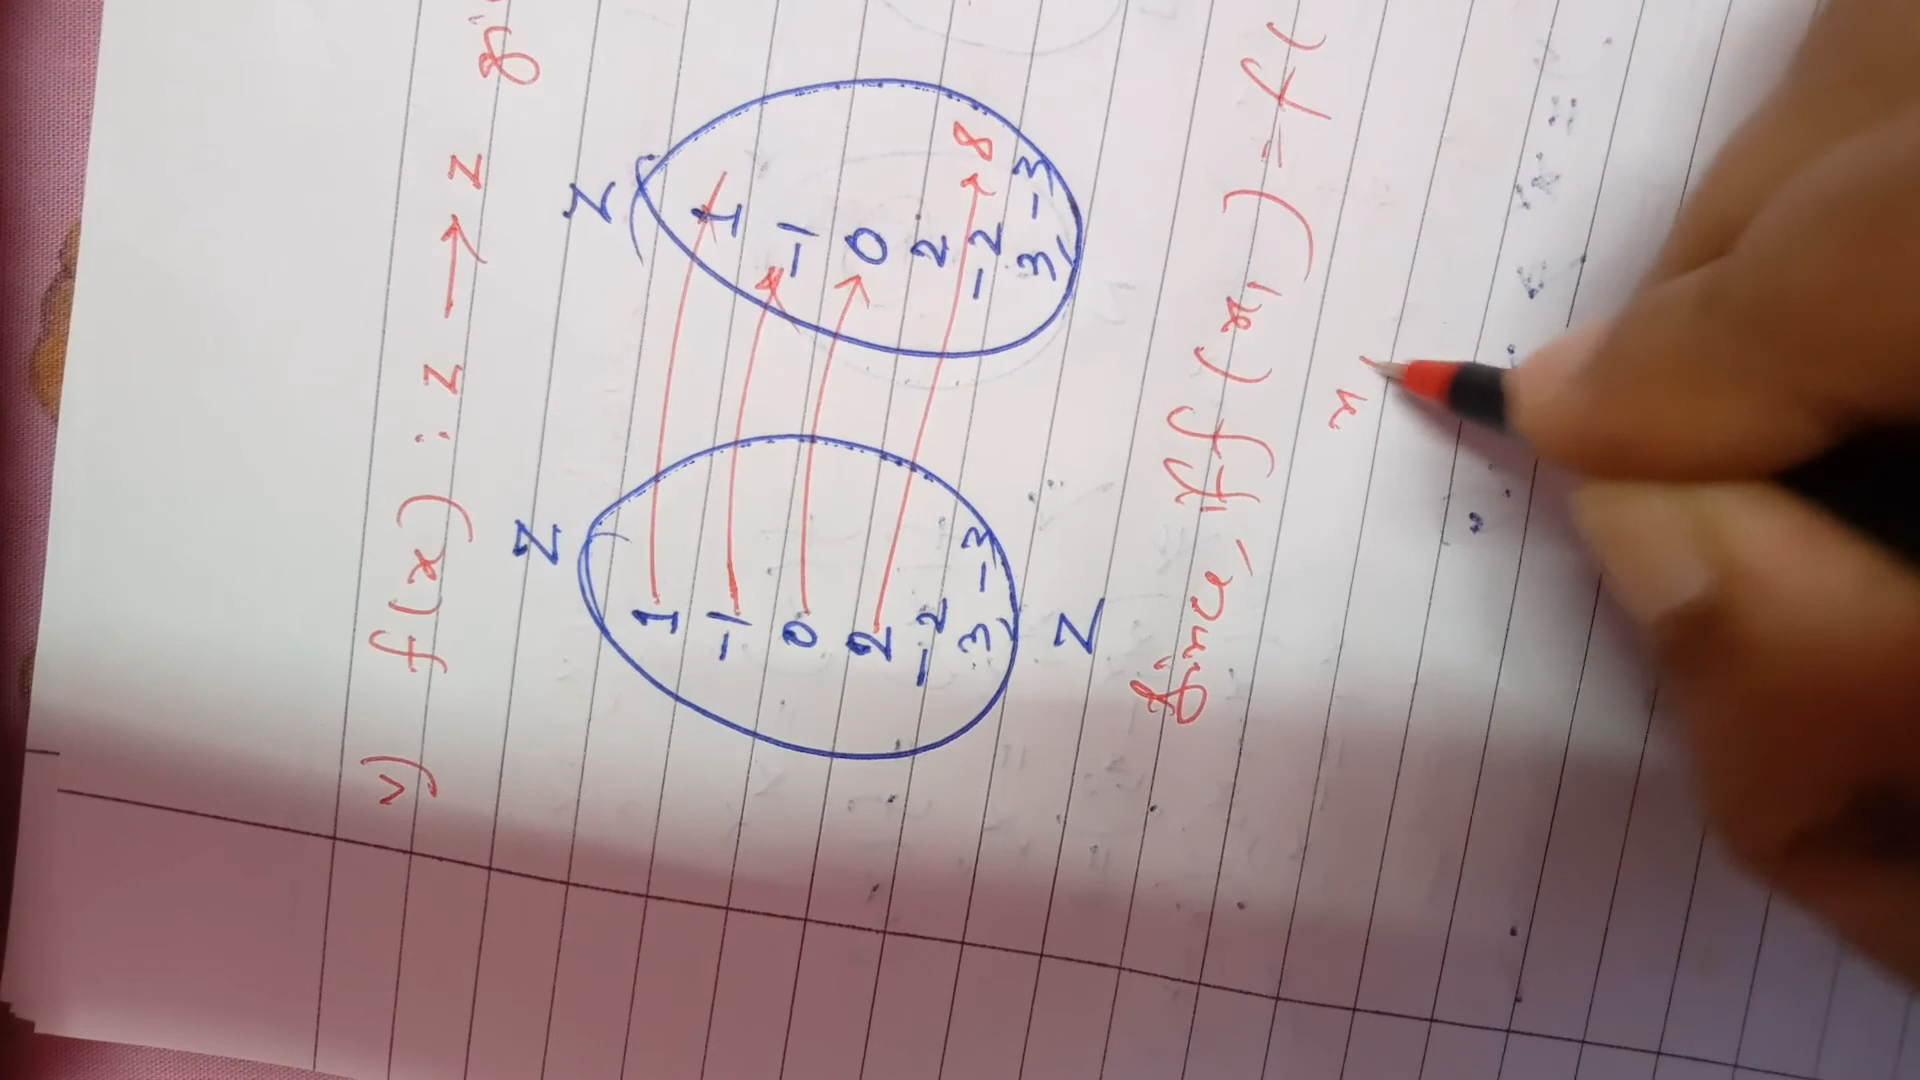 v) f(x) : z → z
Z Z
1 1
-1 -1
0 0
2 2 8
-2 -2
3, -3 3, -3
Z
Since, If f(x₁) = f(
x